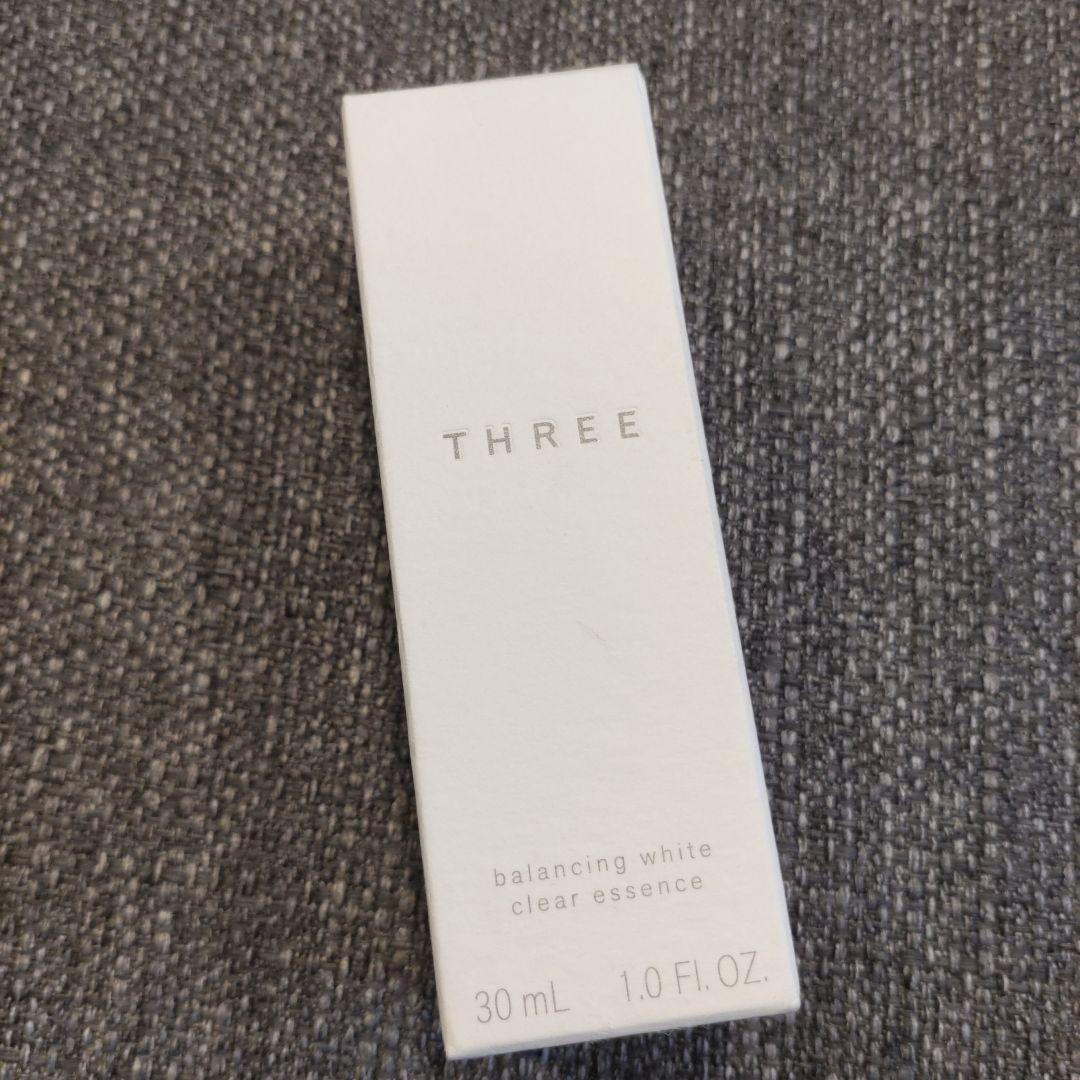 THREE
balancing white
clear essence
30 mL 1.0 Fl. OZ.